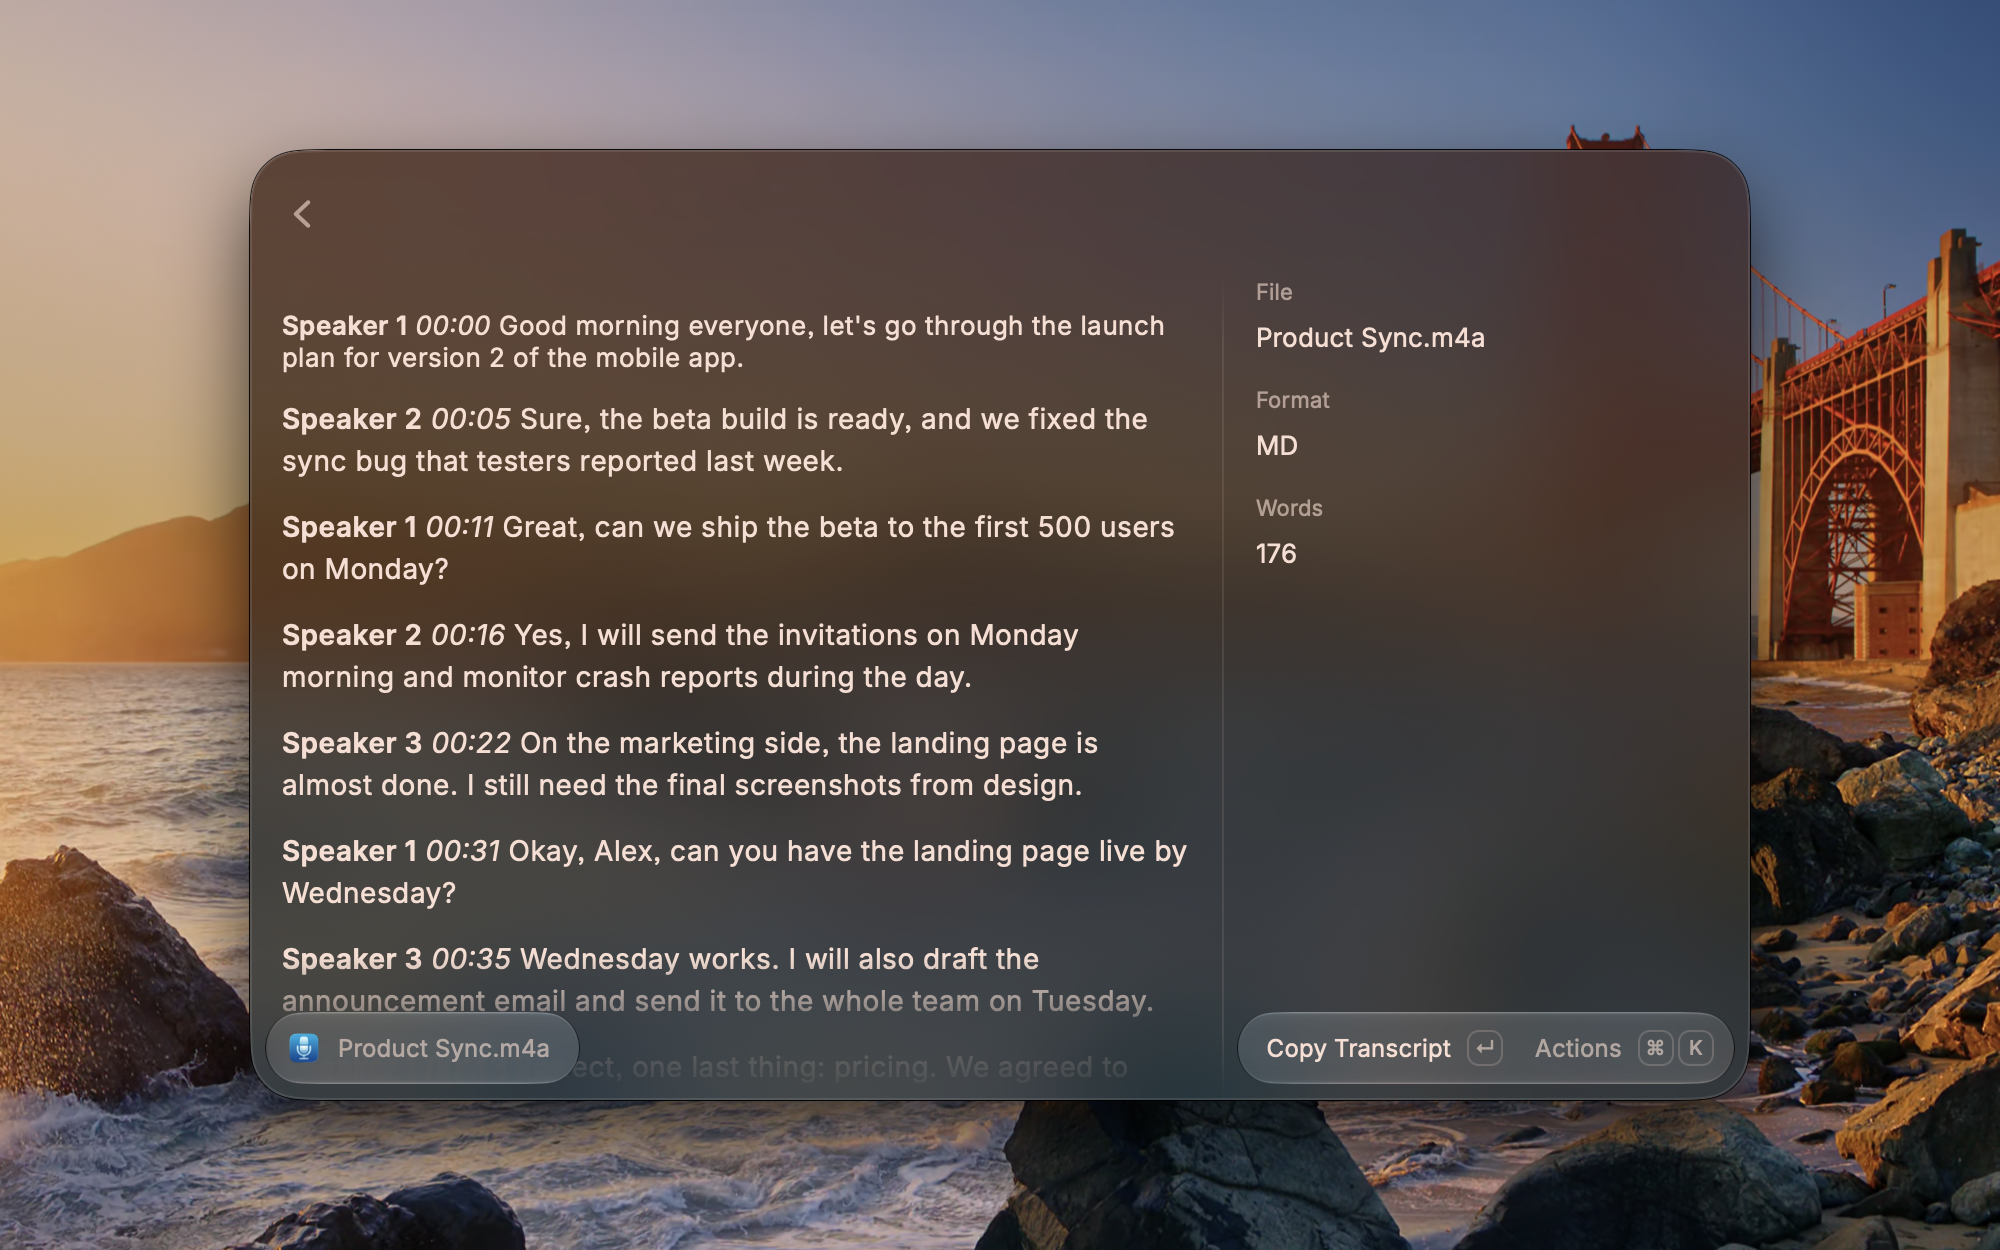 Speaker 1 00:00 Good morning everyone, let's go through the launch
plan for version 2 of the mobile app.
Speaker 2 00:05 Sure, the beta build is ready, and we fixed the
sync bug that testers reported last week.
Speaker 1 00:11 Great, can we ship the beta to the first 500 users
on Monday?
Speaker 2 00:16 Yes, I will send the invitations on Monday
morning and monitor crash reports during the day.
Speaker 3 00:22 On the marketing side, the landing page is
almost done. I still need the final screenshots from design.
Speaker 1 00:31 Okay, Alex, can you have the landing page live by
Wednesday?
Speaker 3 00:35 Wednesday works. I will also draft the
announcement email and send it to the whole team on Tuesday.
one last thing: pricing. We agreed to
File
Product Sync.m4a
Format
MD
Words
176
Product Sync.m4a
Copy Transcript ↵ Actions ⌘ K